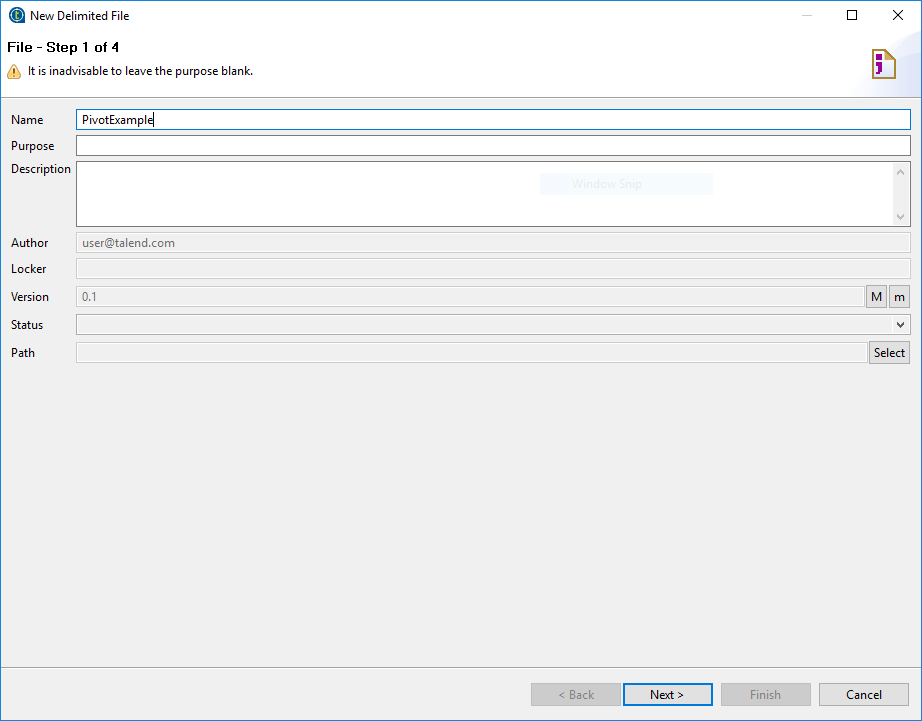 New Delimited File
File - Step 1 of 4
It is inadvisable to leave the purpose blank.
Name PivotExample
Purpose
Description
Window Snip
Author user@talend.com
Locker
Version 0.1 M m
Status
Path Select
< Back Next > Finish Cancel